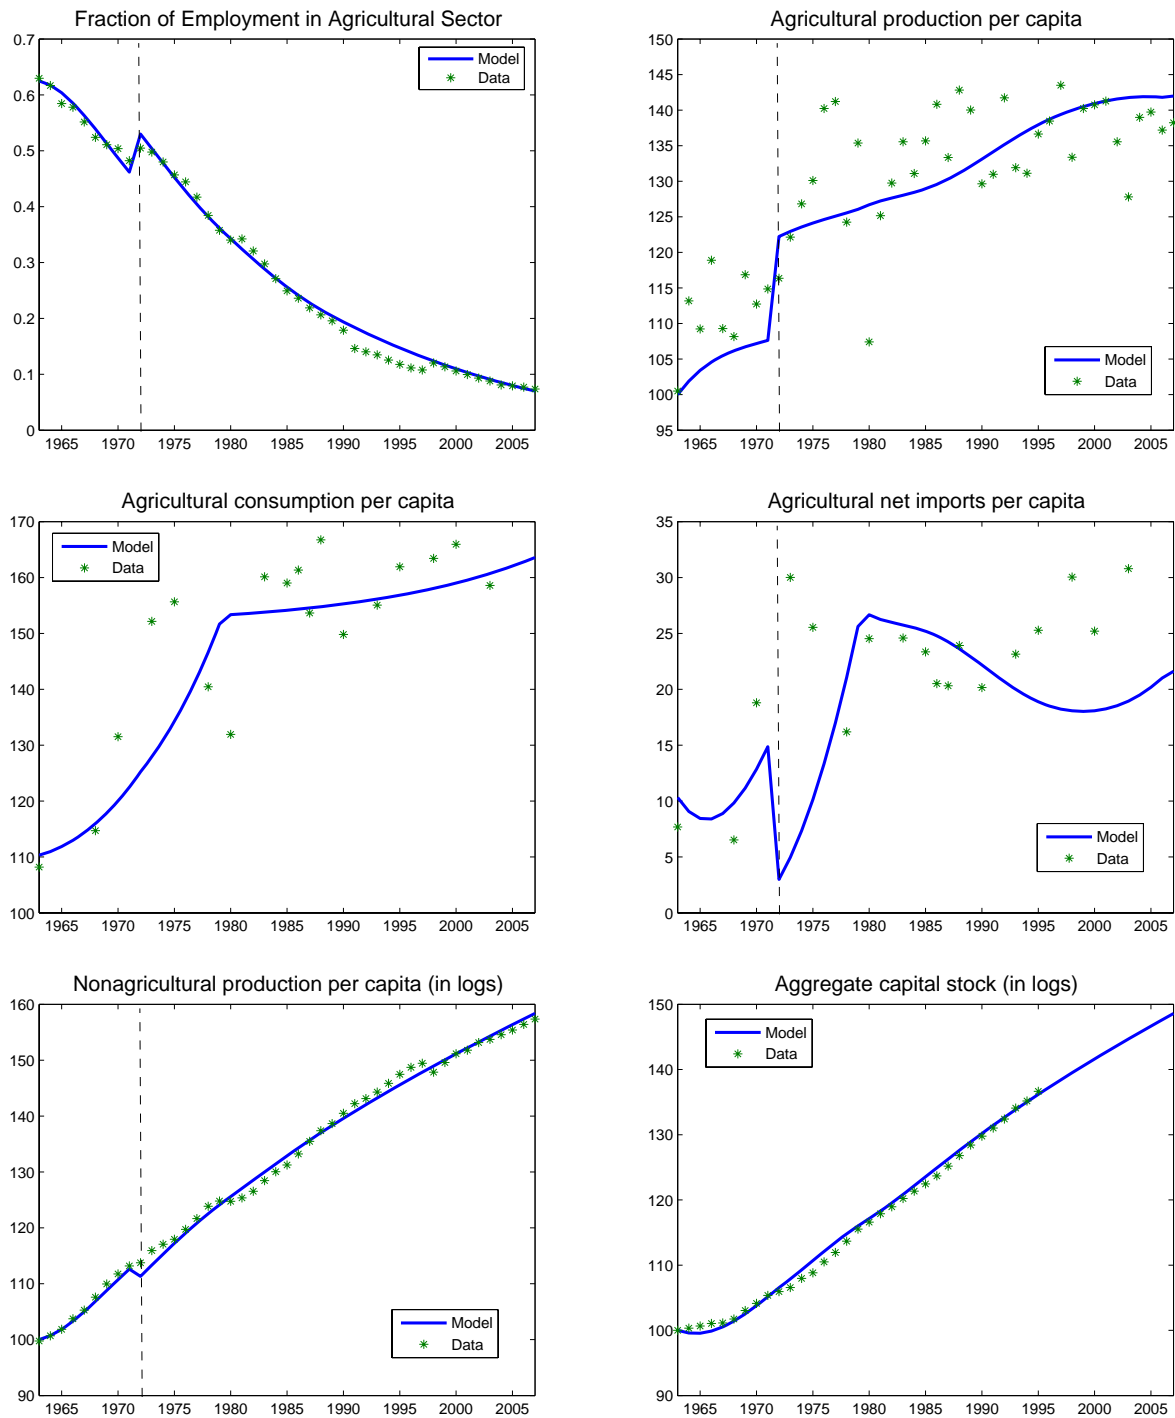 Fraction of Employment in Agricultural Sector
0.7
0.6
0.5
0.4
0.3
0.2
0.1
0
1965 1970 1975 1980 1985 1990 1995 2000 2005
Model
Data
Agricultural production per capita
150
145
140
135
130
125
120
115
110
105
100
95
1965 1970 1975 1980 1985 1990 1995 2000 2005
Model
Data
Agricultural consumption per capita
170
160
150
140
130
120
110
100
1965 1970 1975 1980 1985 1990 1995 2000 2005
Model
Data
Agricultural net imports per capita
35
30
25
20
15
10
5
0
1965 1970 1975 1980 1985 1990 1995 2000 2005
Model
Data
Nonagricultural production per capita (in logs)
160
150
140
130
120
110
100
90
1965 1970 1975 1980 1985 1990 1995 2000 2005
Model
Data
Aggregate capital stock (in logs)
150
140
130
120
110
100
90
1965 1970 1975 1980 1985 1990 1995 2000 2005
Model
Data